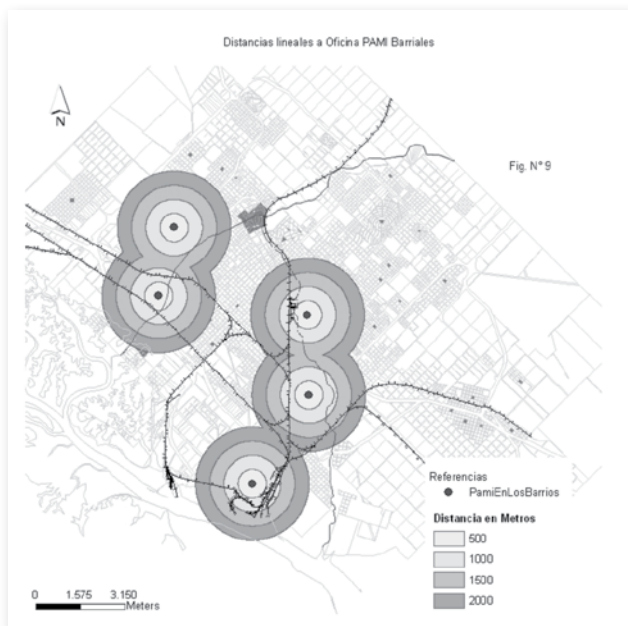 Distancias lineales a Oficina PAMI Barriales
N
Fig. N° 9
Referencias
PamiEnLosBarrios
Distancia en Metros
500
1000
1500
2000
0 1.575 3.150
Meters